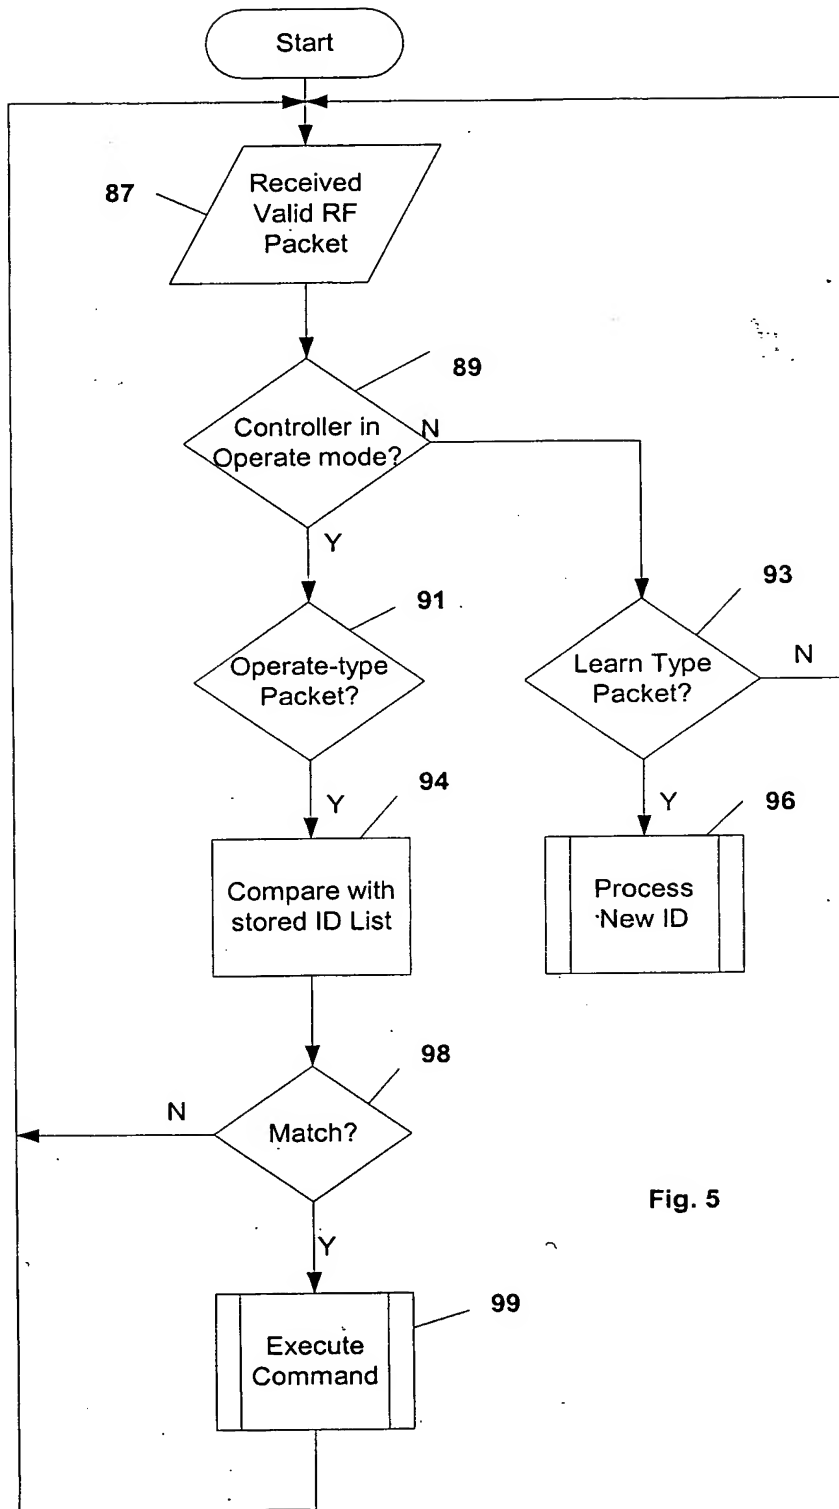 Start
87
Received
Valid RF
Packet
89
Controller in
Operate mode?
N
Y
91
Operate-type
Packet?
93
Learn Type
Packet?
N
Y
94
Compare with
stored ID List
Y
96
Process
New ID
98
Match?
N
Y
Fig. 5
99
Execute
Command